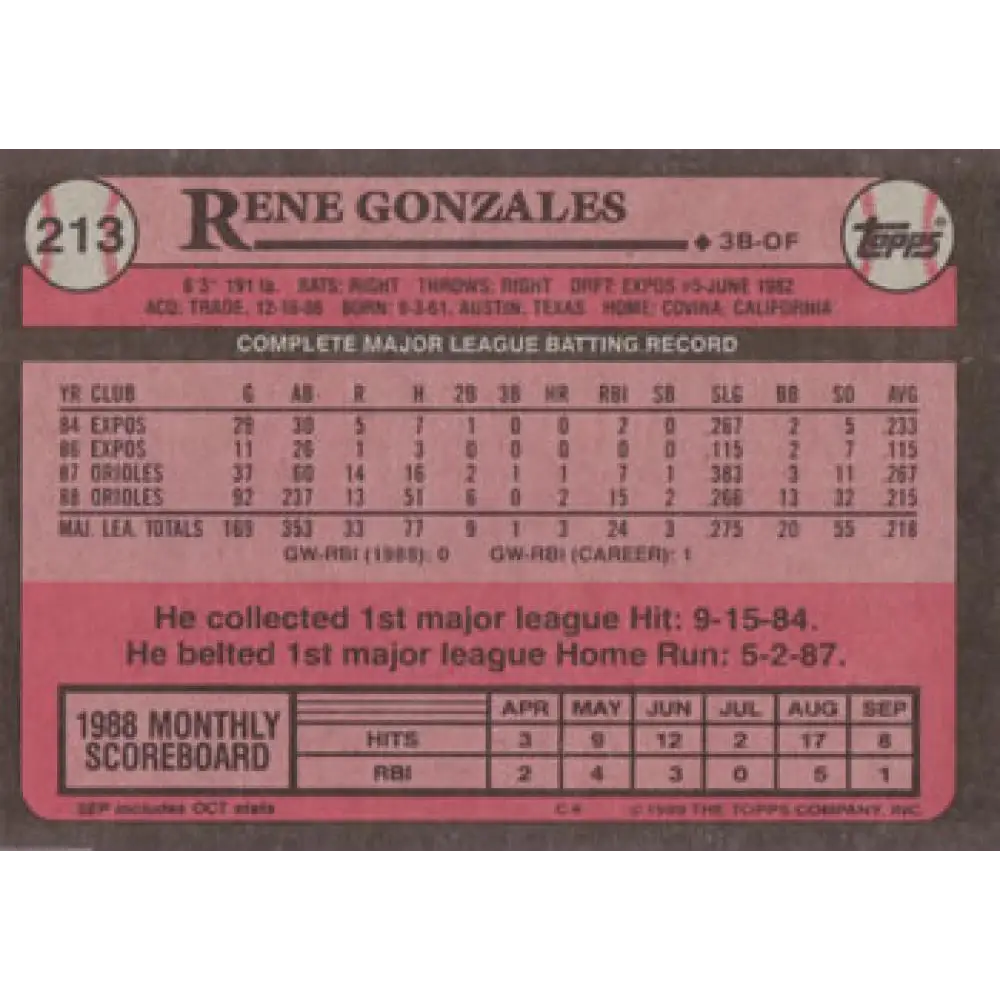 213
RENE GONZALES
3B-OF
TOPPS®
6'3" 191 lb. BATS: RIGHT THROWS: RIGHT DRFT: EXPOS #5-JUNE 1982
ACQ: TRADE, 12-16-86 BORN: 9-3-61, AUSTIN, TEXAS HOME: COVINA, CALIFORNIA
COMPLETE MAJOR LEAGUE BATTING RECORD
YR CLUB G AB R H 2B 3B HR RBI SB SLG BB SO AVG
84 EXPOS 29 30 5 7 1 0 0 2 0 .267 2 5 .233
86 EXPOS 11 26 1 3 0 0 0 0 0 .115 2 7 .115
87 ORIOLES 37 60 14 16 2 1 1 7 1 .383 3 11 .267
88 ORIOLES 92 237 13 51 6 0 2 15 2 .266 13 32 .215
MAJ. LEA. TOTALS 169 353 33 77 9 1 3 24 3 .275 20 55 .218
GW-RBI (1988): 0 GW-RBI (CAREER): 1
He collected 1st major league Hit: 9-15-84.
He belted 1st major league Home Run: 5-2-87.
1988 MONTHLY SCOREBOARD
APR MAY JUN JUL AUG SEP
HITS 3 9 12 2 17 8
RBI 2 4 3 0 5 1
SEP includes OCT stats C* © 1989 THE TOPPS COMPANY, INC.